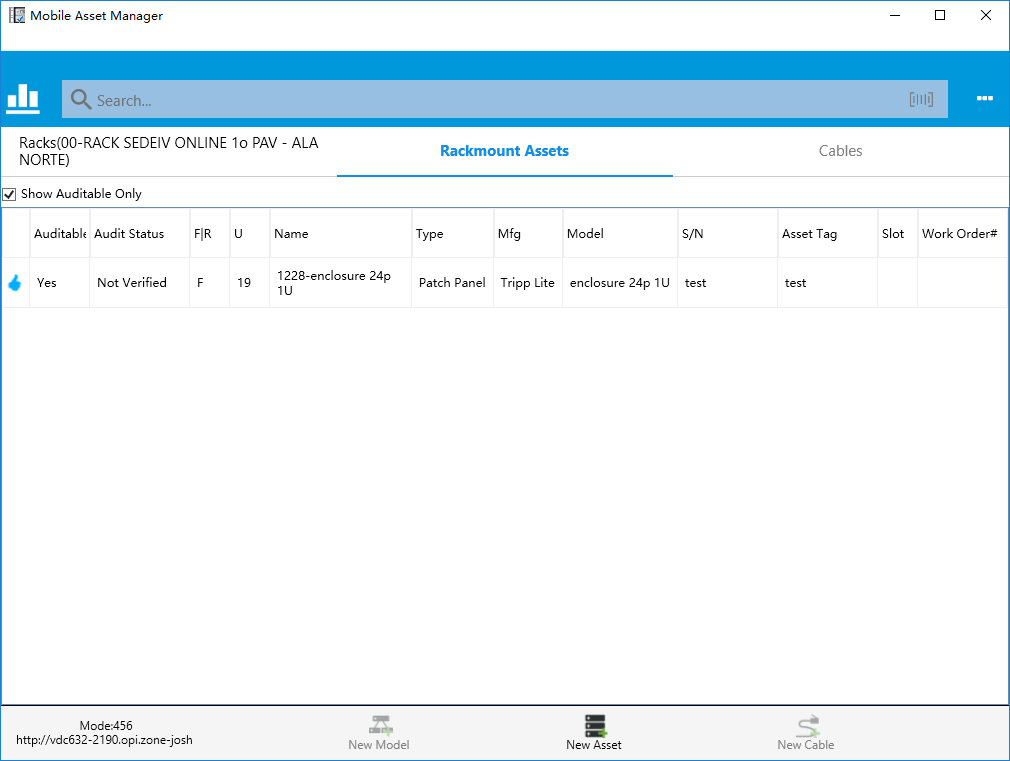 Mobile Asset Manager
Search...
Racks(00-RACK SEDEIV ONLINE 1o PAV - ALA
NORTE)
Rackmount Assets
Cables
Show Auditable Only
Auditable Audit Status F|R U Name Type Mfg Model S/N Asset Tag Slot Work Order#
Yes Not Verified F 19 1228-enclosure 24p
1U Patch Panel Tripp Lite enclosure 24p 1U test test
Mode:456
http://vdc632-2190.opi.zone-josh
New Model
New Asset
New Cable